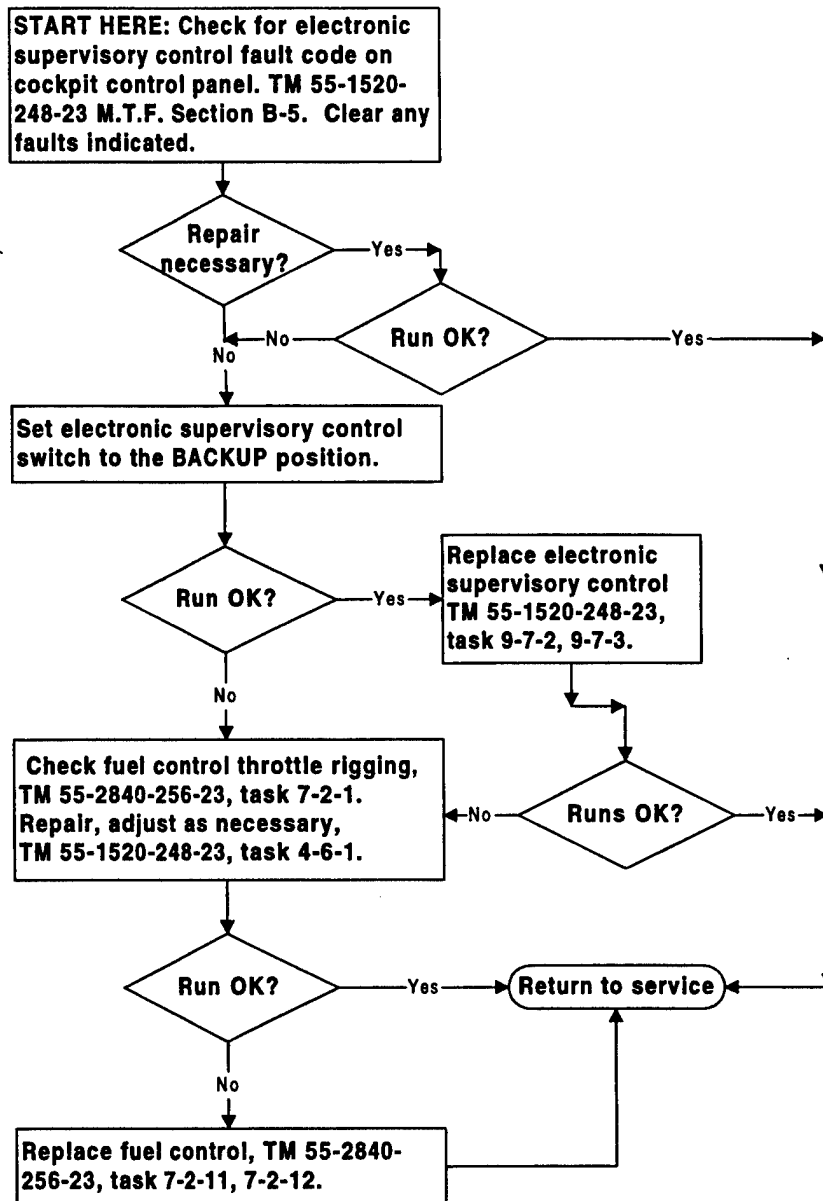 START HERE: Check for electronic
supervisory control fault code on
cockpit control panel. TM 55-1520-
248-23 M.T.F. Section B-5. Clear any
faults indicated.
Repair
necessary?
Yes
Run OK?
No
Yes
No
Set electronic supervisory control
switch to the BACKUP position.
Run OK?
Yes
Replace electronic
supervisory control
TM 55-1520-248-23,
task 9-7-2, 9-7-3.
No
Check fuel control throttle rigging,
TM 55-2840-256-23, task 7-2-1.
Repair, adjust as necessary,
TM 55-1520-248-23, task 4-6-1.
No
Runs OK?
Yes
Run OK?
Yes
Return to service
No
Replace fuel control, TM 55-2840-
256-23, task 7-2-11, 7-2-12.